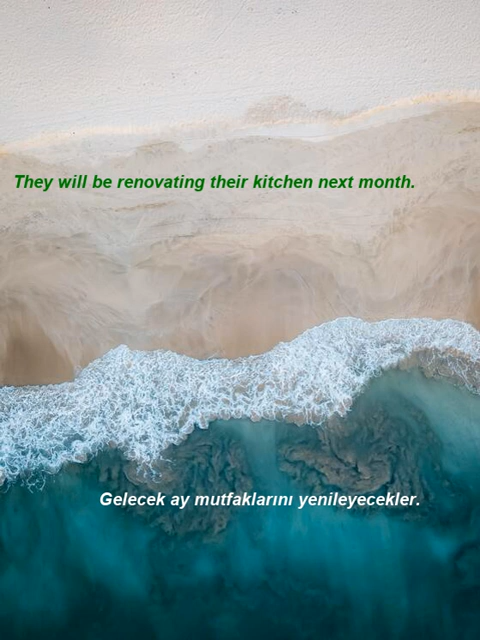 They will be renovating their kitchen next month.
Gelecek ay mutfaklarını yenileyecekler.